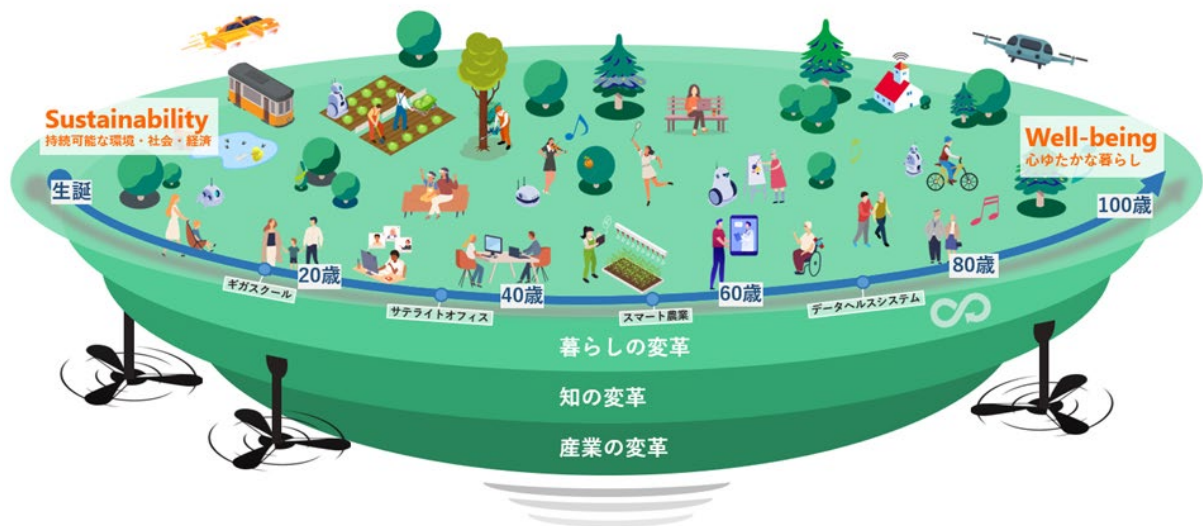 Sustainability
持続可能な環境・社会・経済
Well-being
心ゆたかな暮らし
生誕
20歳
40歳
60歳
80歳
100歳
ギガスクール
サテライトオフィス
スマート農業
データヘルスシステム
暮らしの変革
知の変革
産業の変革